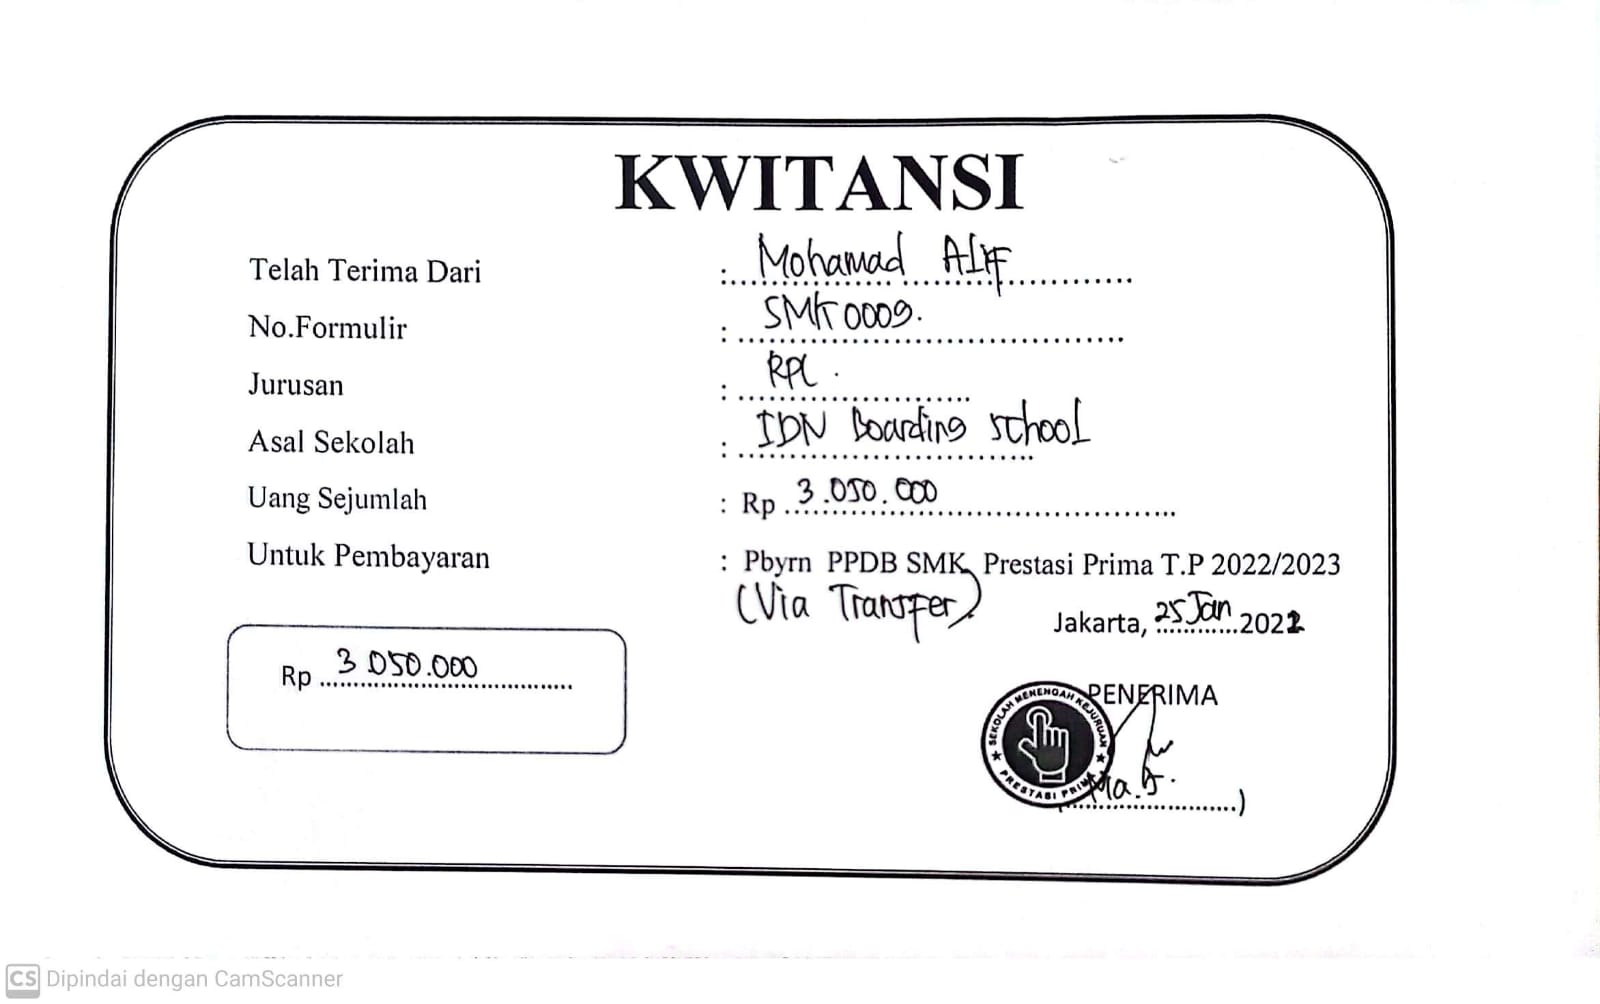 KWITANSI
Telah Terima Dari : Mohamad Alif
No.Formulir : SMK 0009.
Jurusan : RPL.
Asal Sekolah : IDN Boarding School
Uang Sejumlah : Rp 3.050.000
Untuk Pembayaran : Pbyrn PPDB SMK Prestasi Prima T.P 2022/2023
(Via Transfer)
Jakarta, 25 Jan 2022
Rp 3.050.000
PENERIMA
SEKOLAH MENENGAH KEJURUAN
PRESTASI PRIMA
CS Dipindai dengan CamScanner